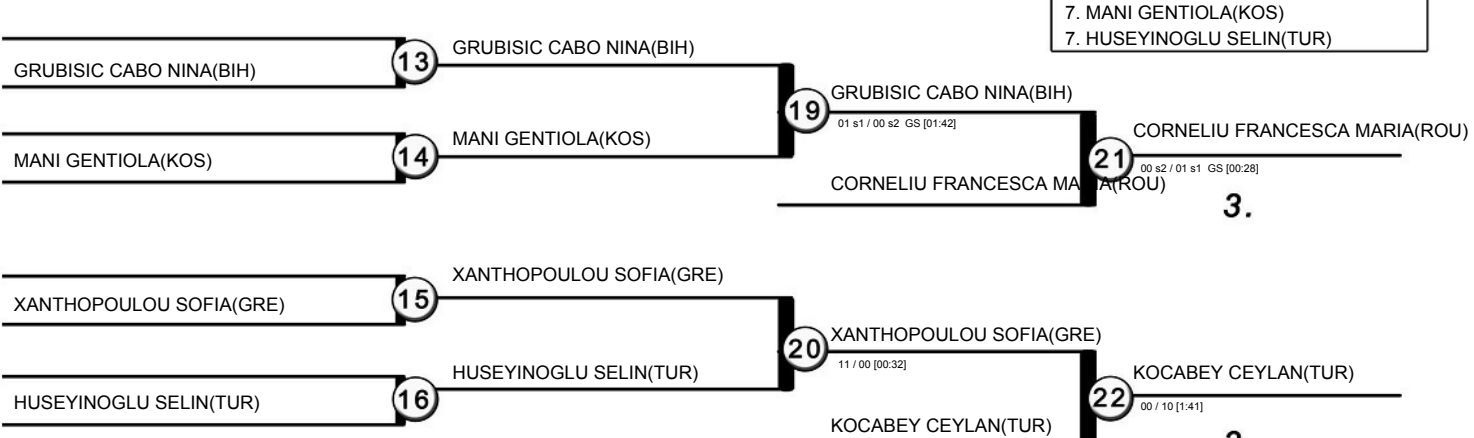 7. MANI GENTIOLA(KOS)
7. HUSEYINOGLU SELIN(TUR)
GRUBISIC CABO NINA(BIH)
13
GRUBISIC CABO NINA(BIH)
MANI GENTIOLA(KOS)
14
MANI GENTIOLA(KOS)
19
GRUBISIC CABO NINA(BIH)
01 s1 / 00 s2 GS [01:42]
CORNELIU FRANCESCA MARIA(ROU)
21
CORNELIU FRANCESCA MARIA(ROU)
00 s2 / 01 s1 GS [00:28]
3.
XANTHOPOULOU SOFIA(GRE)
15
XANTHOPOULOU SOFIA(GRE)
HUSEYINOGLU SELIN(TUR)
16
HUSEYINOGLU SELIN(TUR)
20
XANTHOPOULOU SOFIA(GRE)
11 / 00 [00:32]
KOCABEY CEYLAN(TUR)
22
KOCABEY CEYLAN(TUR)
00 / 10 [1:41]